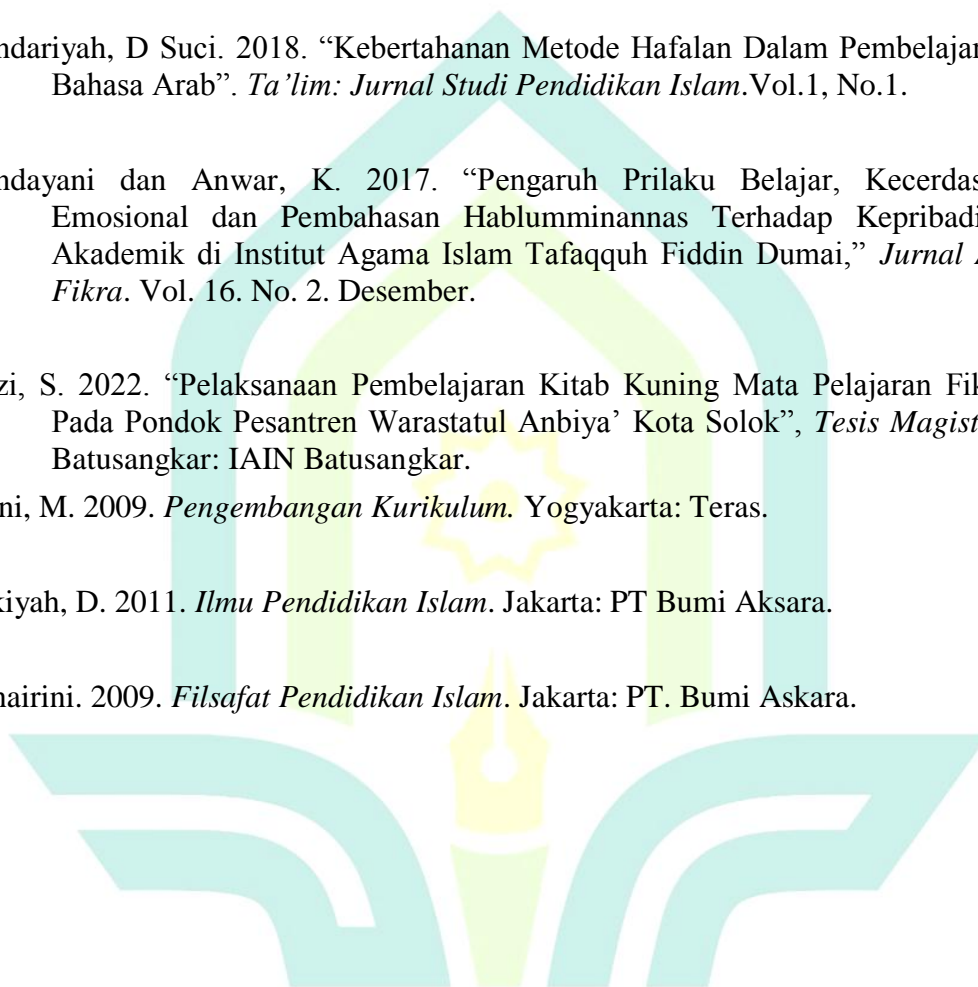 ndariyah, D Suci. 2018. “Kebertahanan Metode Hafalan Dalam Pembelajar
Bahasa Arab”. Ta’lim: Jurnal Studi Pendidikan Islam.Vol.1, No.1.
ndayani dan Anwar, K. 2017. “Pengaruh Prilaku Belajar, Kecerdas
Emosional dan Pembahasan Hablumminannas Terhadap Kepribadi
Akademik di Institut Agama Islam Tafaqquh Fiddin Dumai,” Jurnal
Fikra. Vol. 16. No. 2. Desember.
zi, S. 2022. “Pelaksanaan Pembelajaran Kitab Kuning Mata Pelajaran Fik
Pada Pondok Pesantren Warastatul Anbiya’ Kota Solok”, Tesis Magist
Batusangkar: IAIN Batusangkar.
ni, M. 2009. Pengembangan Kurikulum. Yogyakarta: Teras.
kiyah, D. 2011. Ilmu Pendidikan Islam. Jakarta: PT Bumi Aksara.
hairini. 2009. Filsafat Pendidikan Islam. Jakarta: PT. Bumi Askara.